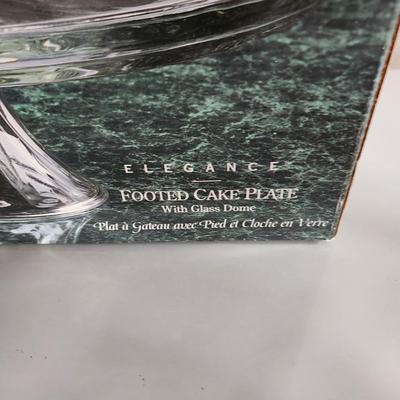 ELEGANCE
FOOTED CAKE PLATE
With Glass Dome
Plat à Gateau avec Pied et Cloche en Verre